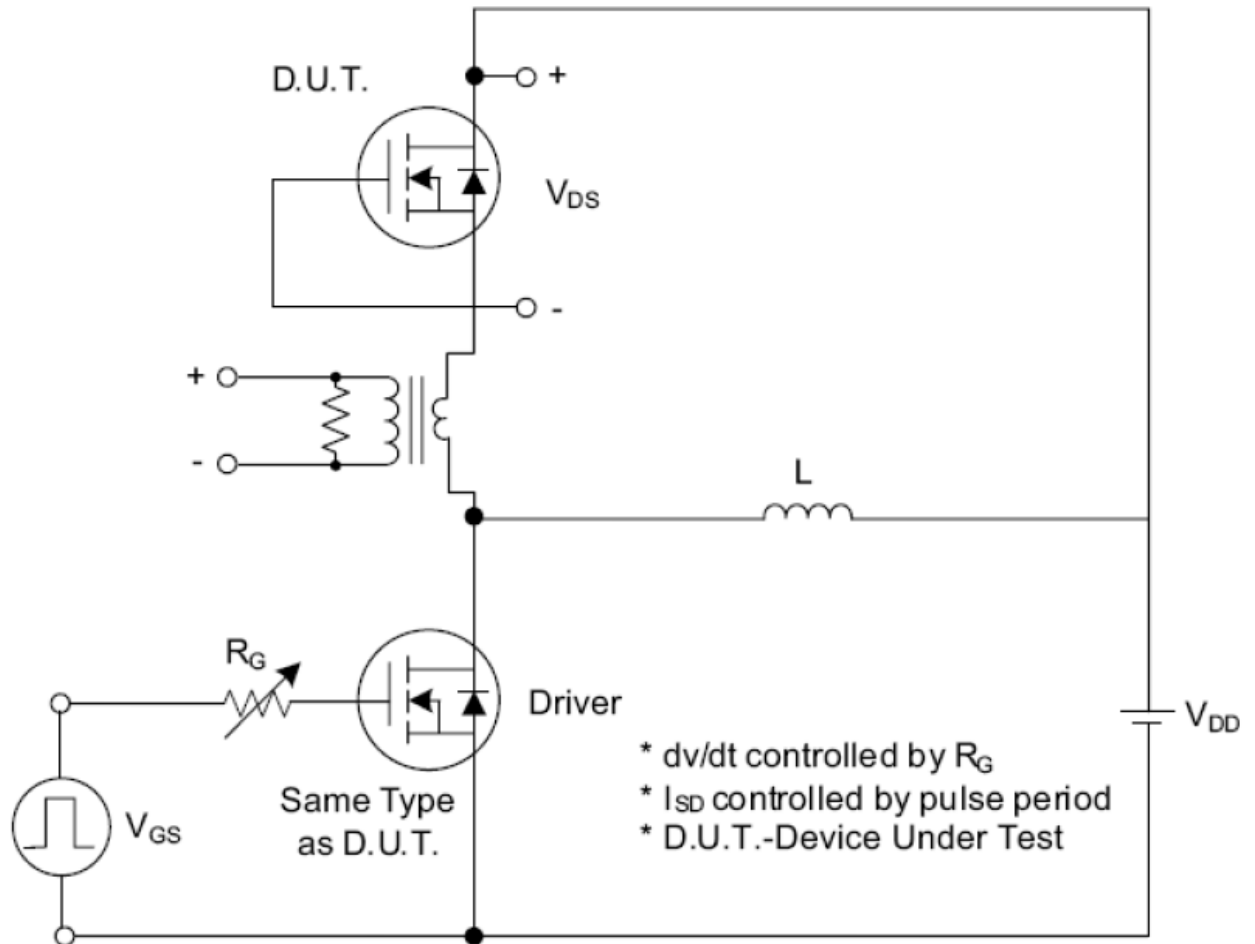 D.U.T.
+
VDS
-
+
-
L
RG
Driver
VDD
Same Type
as D.U.T.
VGS
* dv/dt controlled by RG
* ISD controlled by pulse period
* D.U.T.-Device Under Test